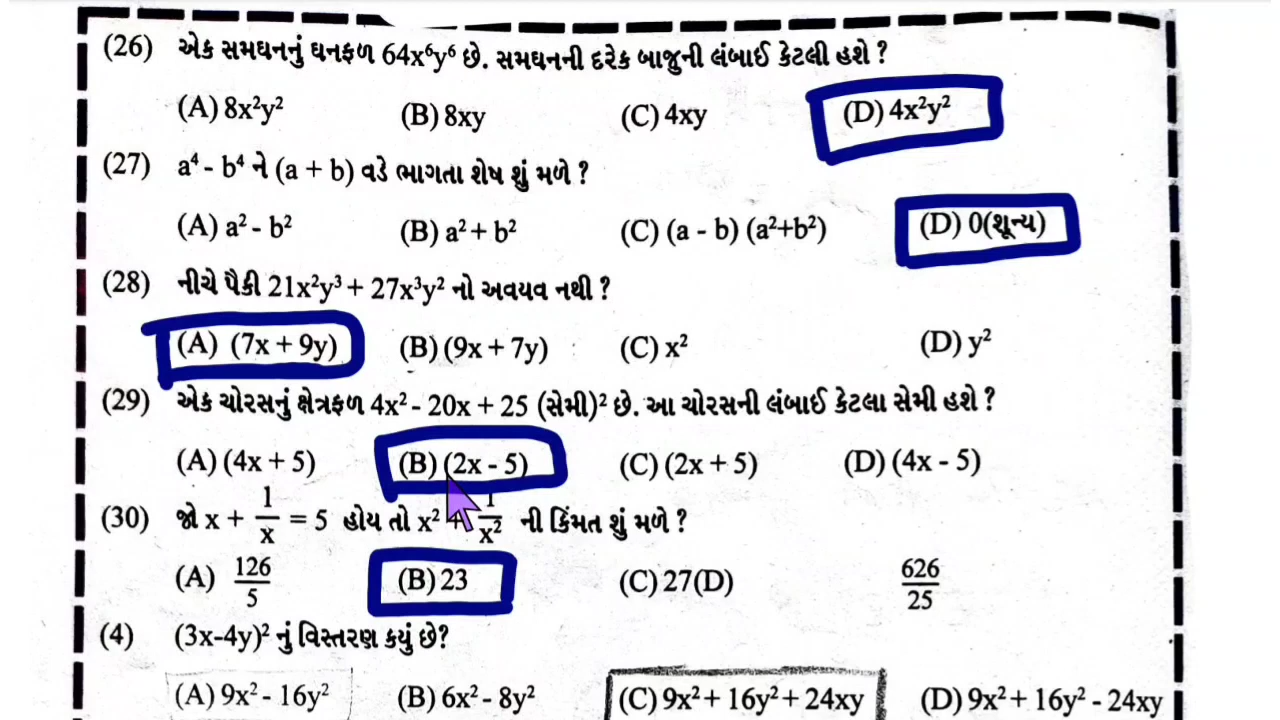 (26) એક સમઘનનું ઘનફળ 64x⁶y⁶ છે. સમઘનની દરેક બાજુની લંબાઈ કેટલી હશે ?
(A) 8x²y² (B) 8xy (C) 4xy (D) 4x²y²
(27) a⁴ - b⁴ ને (a + b) વડે ભાગતા શેષ શું મળે ?
(A) a² - b² (B) a² + b² (C) (a - b) (a²+b²) (D) 0(શૂન્ય)
(28) નીચે પૈકી 21x²y³ + 27x³y² નો અવયવ નથી ?
(A) (7x + 9y) (B) (9x + 7y) (C) x² (D) y²
(29) એક ચોરસનું ક્ષેત્રફળ 4x² - 20x + 25 (સેમી)² છે. આ ચોરસની લંબાઈ કેટલા સેમી હશે ?
(A) (4x + 5) (B) (2x - 5) (C) (2x + 5) (D) (4x - 5)
(30) જો x + 1/x = 5 હોય તો x² + 1/x² ની કિંમત શું મળે ?
(A) 126/5 (B) 23 (C) 27(D) 626/25
(4) (3x-4y)² નું વિસ્તરણ કયું છે?
(A) 9x² - 16y² (B) 6x² - 8y² (C) 9x² + 16y² + 24xy (D) 9x² + 16y² - 24xy